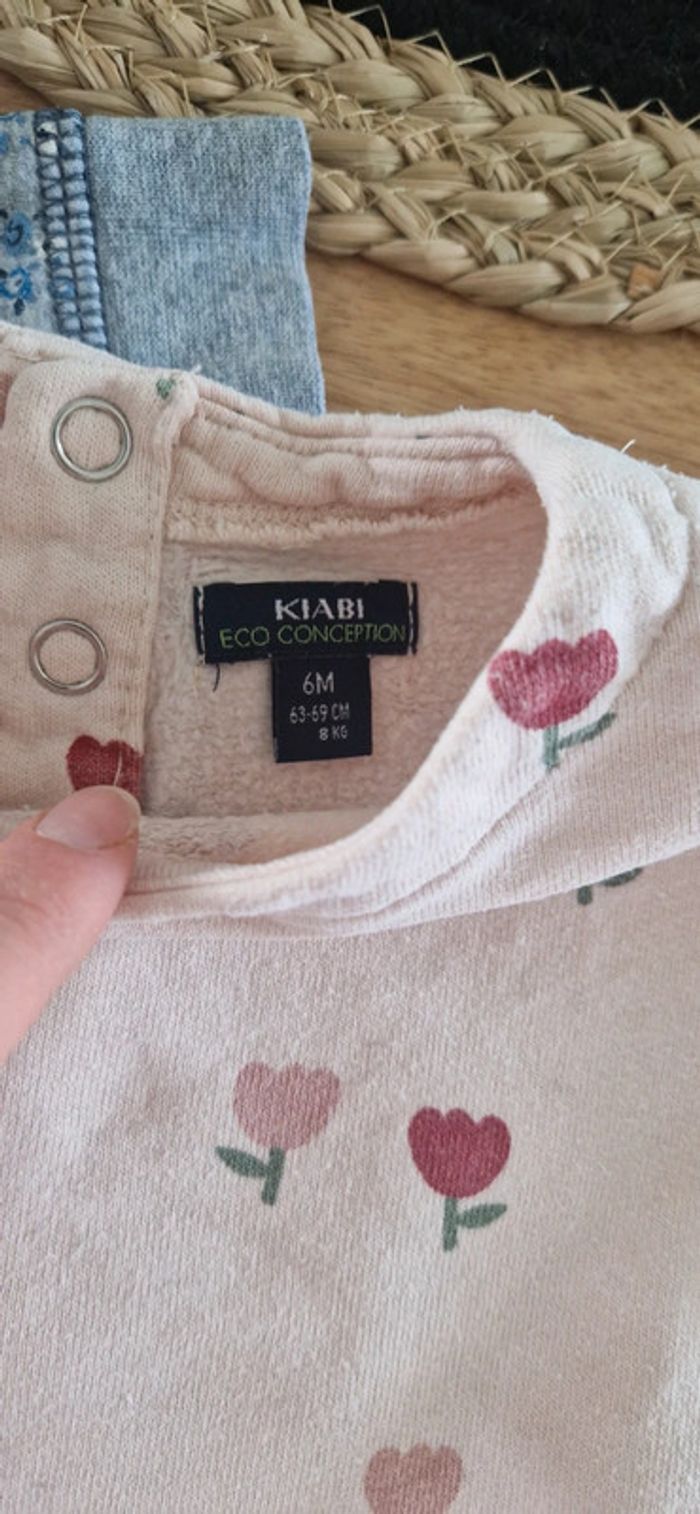 KIABI
ECO CONCEPTION
6M
63-69 CM
8 KG